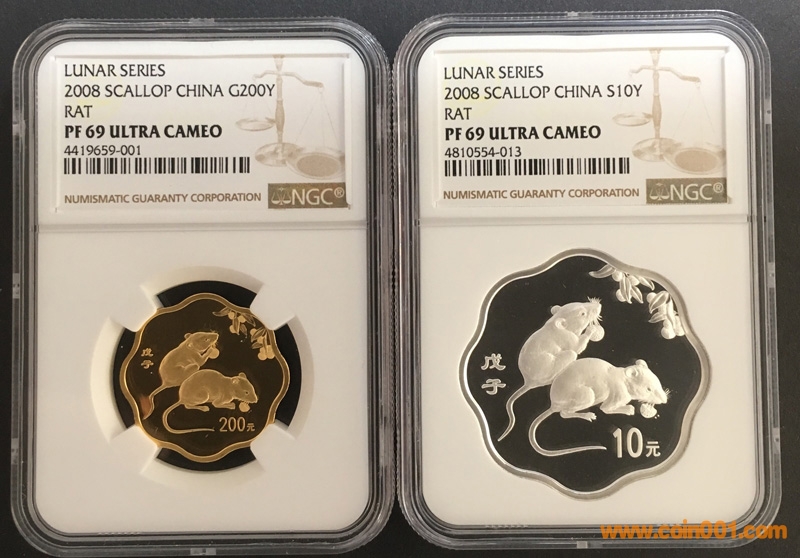 LUNAR SERIES
2008 SCALLOP CHINA G200Y
RAT
PF 69 ULTRA CAMEO
4419659-001
NUMISMATIC GUARANTY CORPORATION
NGC®
戊子
200元
LUNAR SERIES
2008 SCALLOP CHINA S10Y
RAT
PF 69 ULTRA CAMEO
4810554-013
NUMISMATIC GUARANTY CORPORATION
NGC®
戊子
10元
www.coin001.com